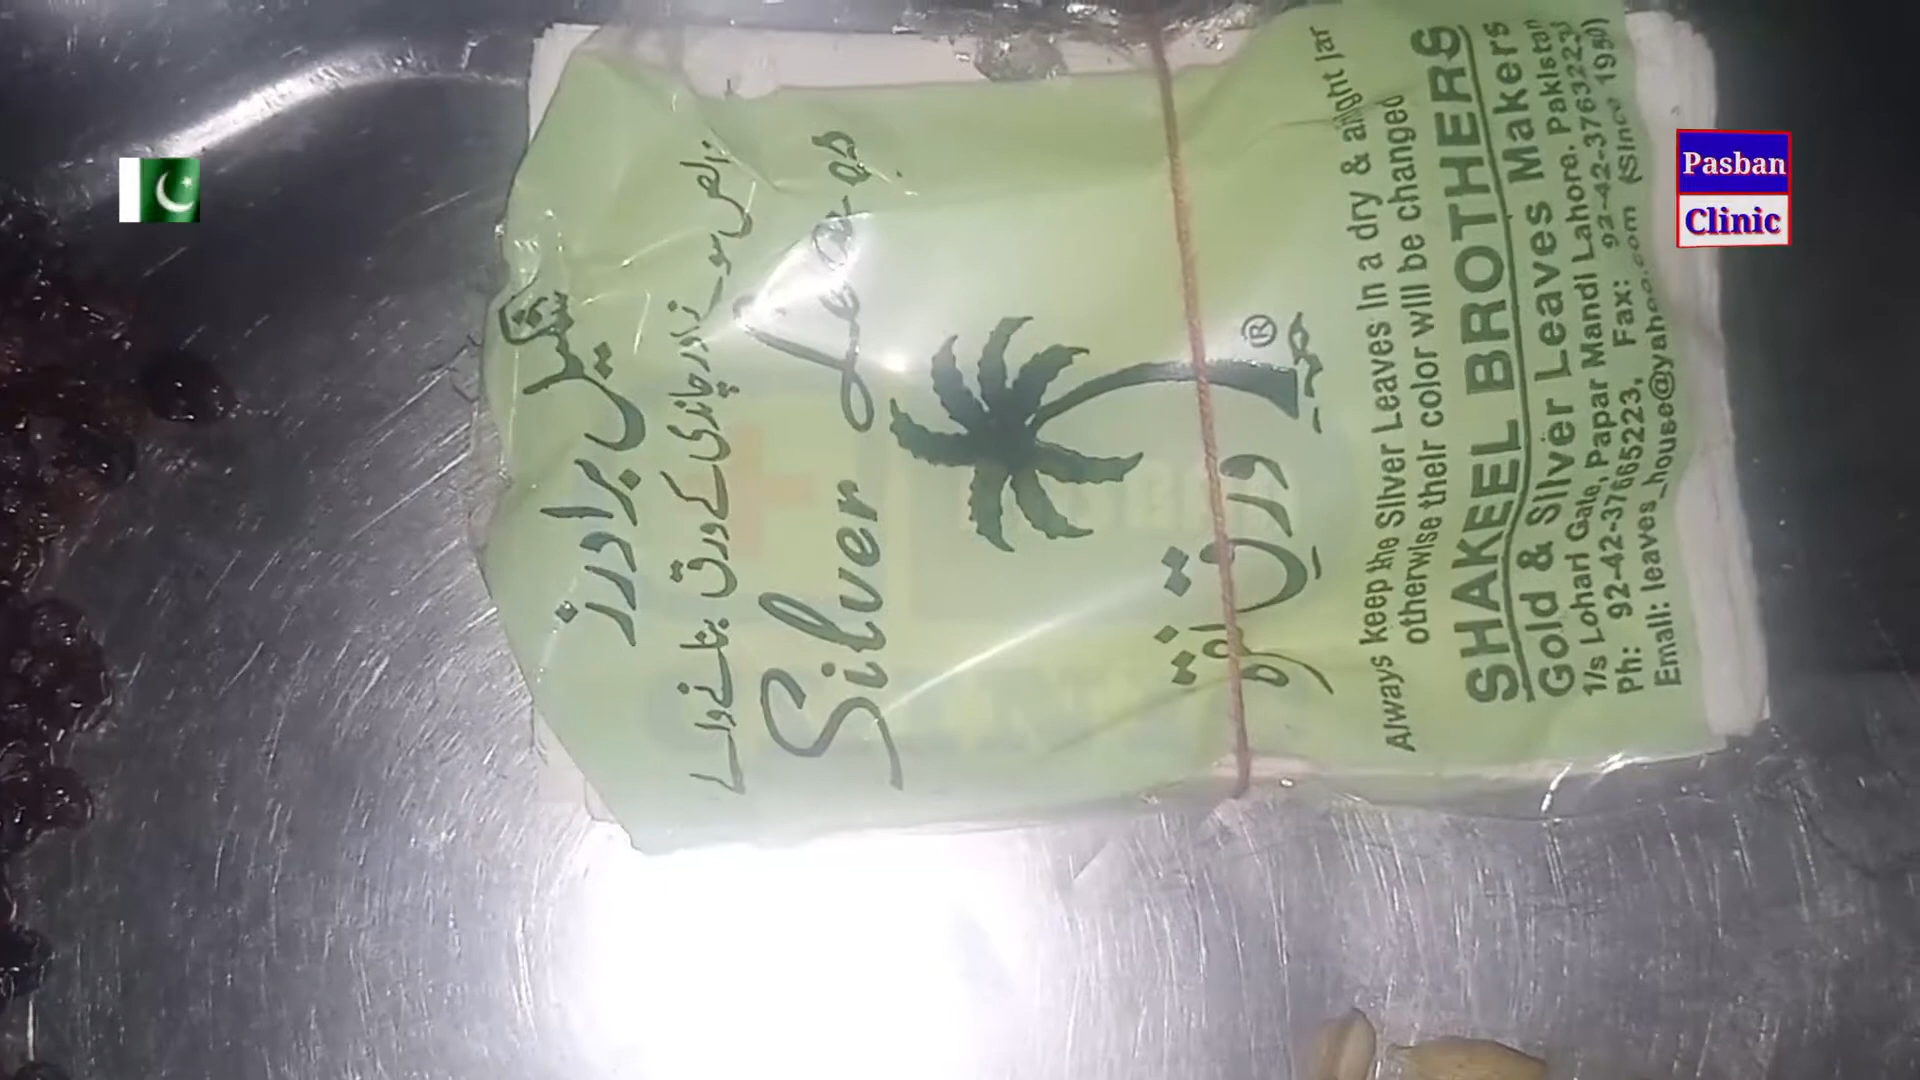 شکیل برادرز
خالص سونے اور چاندی کے ورق بنانے والے
Silver Leaves
®
ورق نقرہ
Always keep the Silver Leaves in a dry & airtight Jar
otherwise their color will be changed
SHAKEEL BROTHERS
Gold & Silver Leaves Makers
1/s Lohari Gate, Papar Mandi Lahore. Pakistan
Ph: 92-42-37665223, Fax: 92-42-37632223
Email: leaves_house@yahoo.com (Since 1950)
Pasban
Clinic